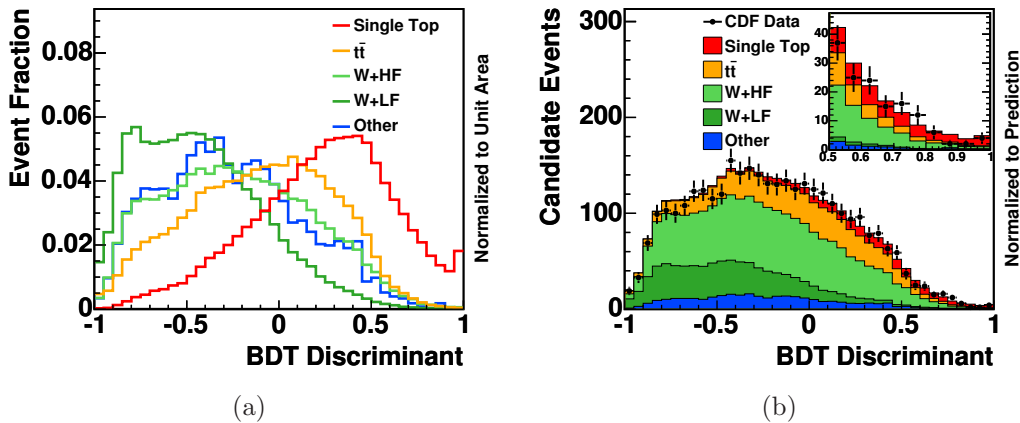 Event Fraction
0.08
0.06
0.04
0.02
0
Single Top
tt̄
W+HF
W+LF
Other
-1 -0.5 0 0.5 1
BDT Discriminant
Normalized to Unit Area
(a)
Candidate Events
300
200
100
0
CDF Data
Single Top
tt̄
W+HF
W+LF
Other
40
30
20
10
0
0.5 0.6 0.7 0.8 0.9 1
-1 -0.5 0 0.5 1
BDT Discriminant
Normalized to Prediction
(b)